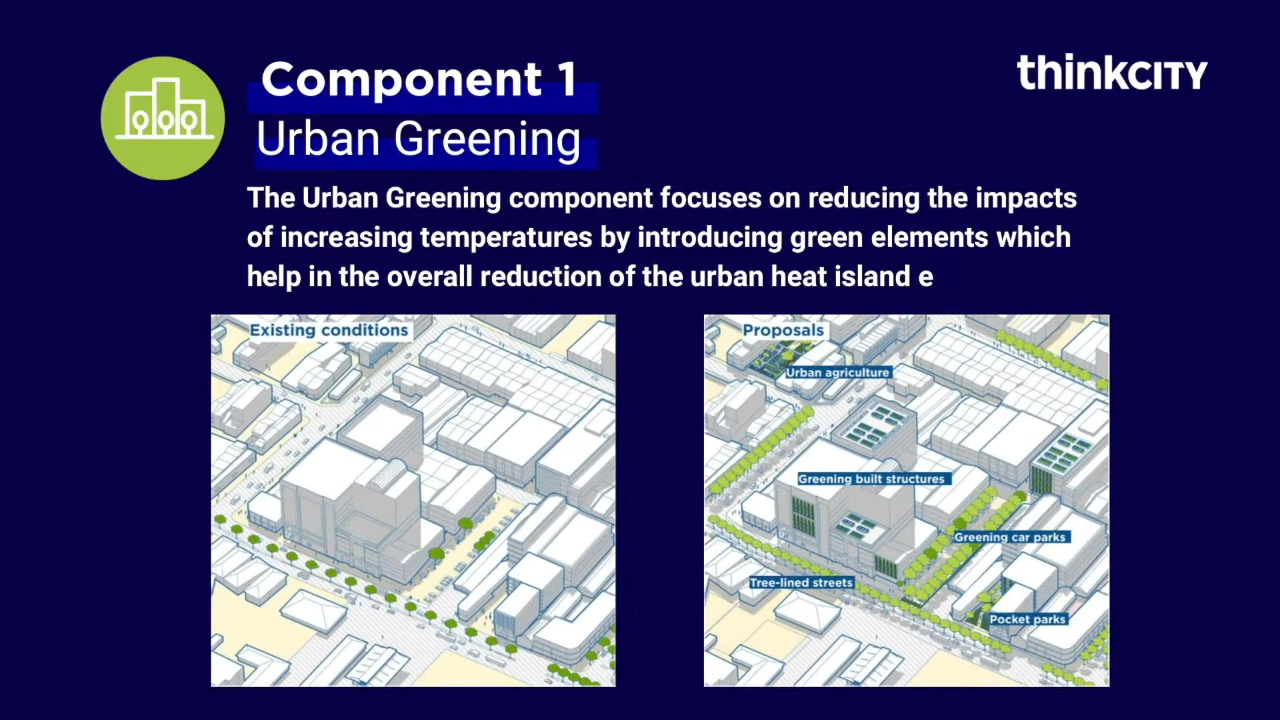 Component 1
thinkCITY
Urban Greening
The Urban Greening component focuses on reducing the impacts
of increasing temperatures by introducing green elements which
help in the overall reduction of the urban heat island e
Existing conditions
Proposals
Urban agriculture
Greening built structures
Greening car parks
Tree-lined streets
Pocket parks